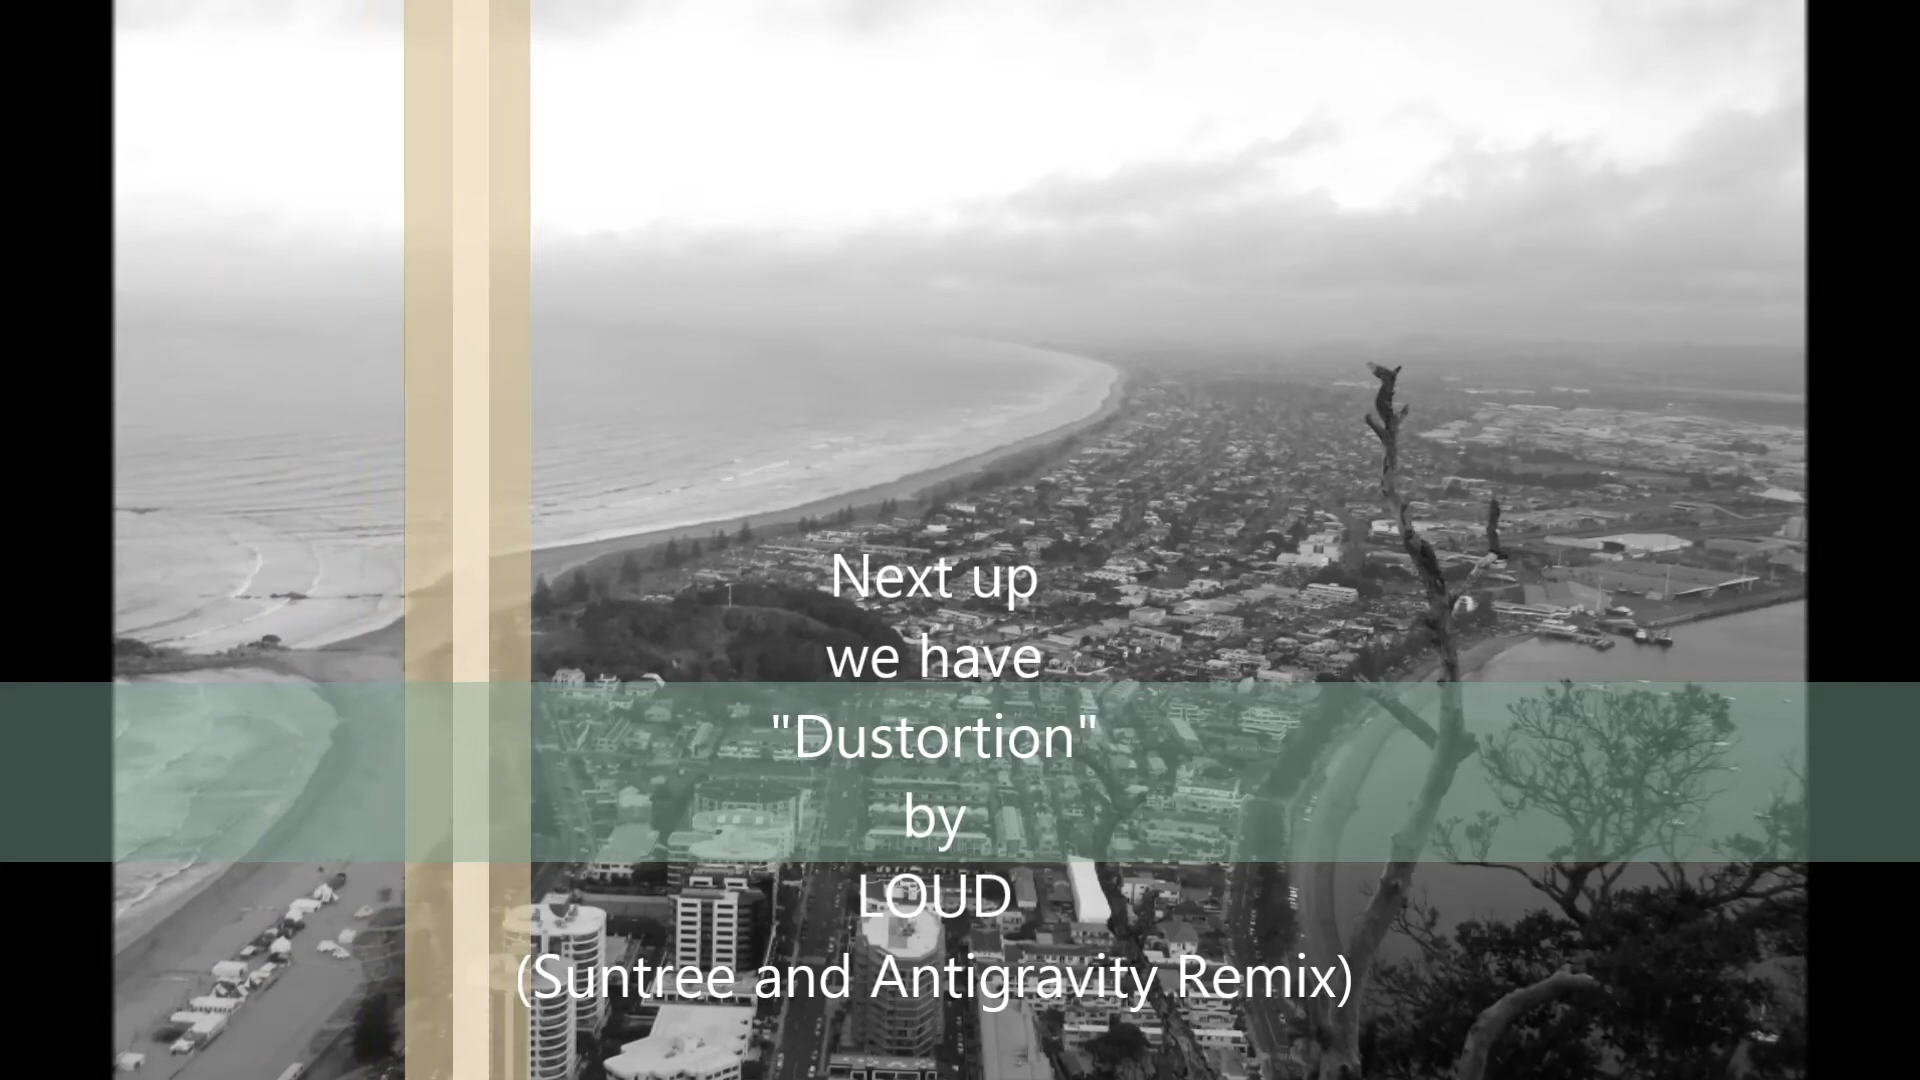 Next up
we have
"Dustortion"
by
LOUD
(Suntree and Antigravity Remix)